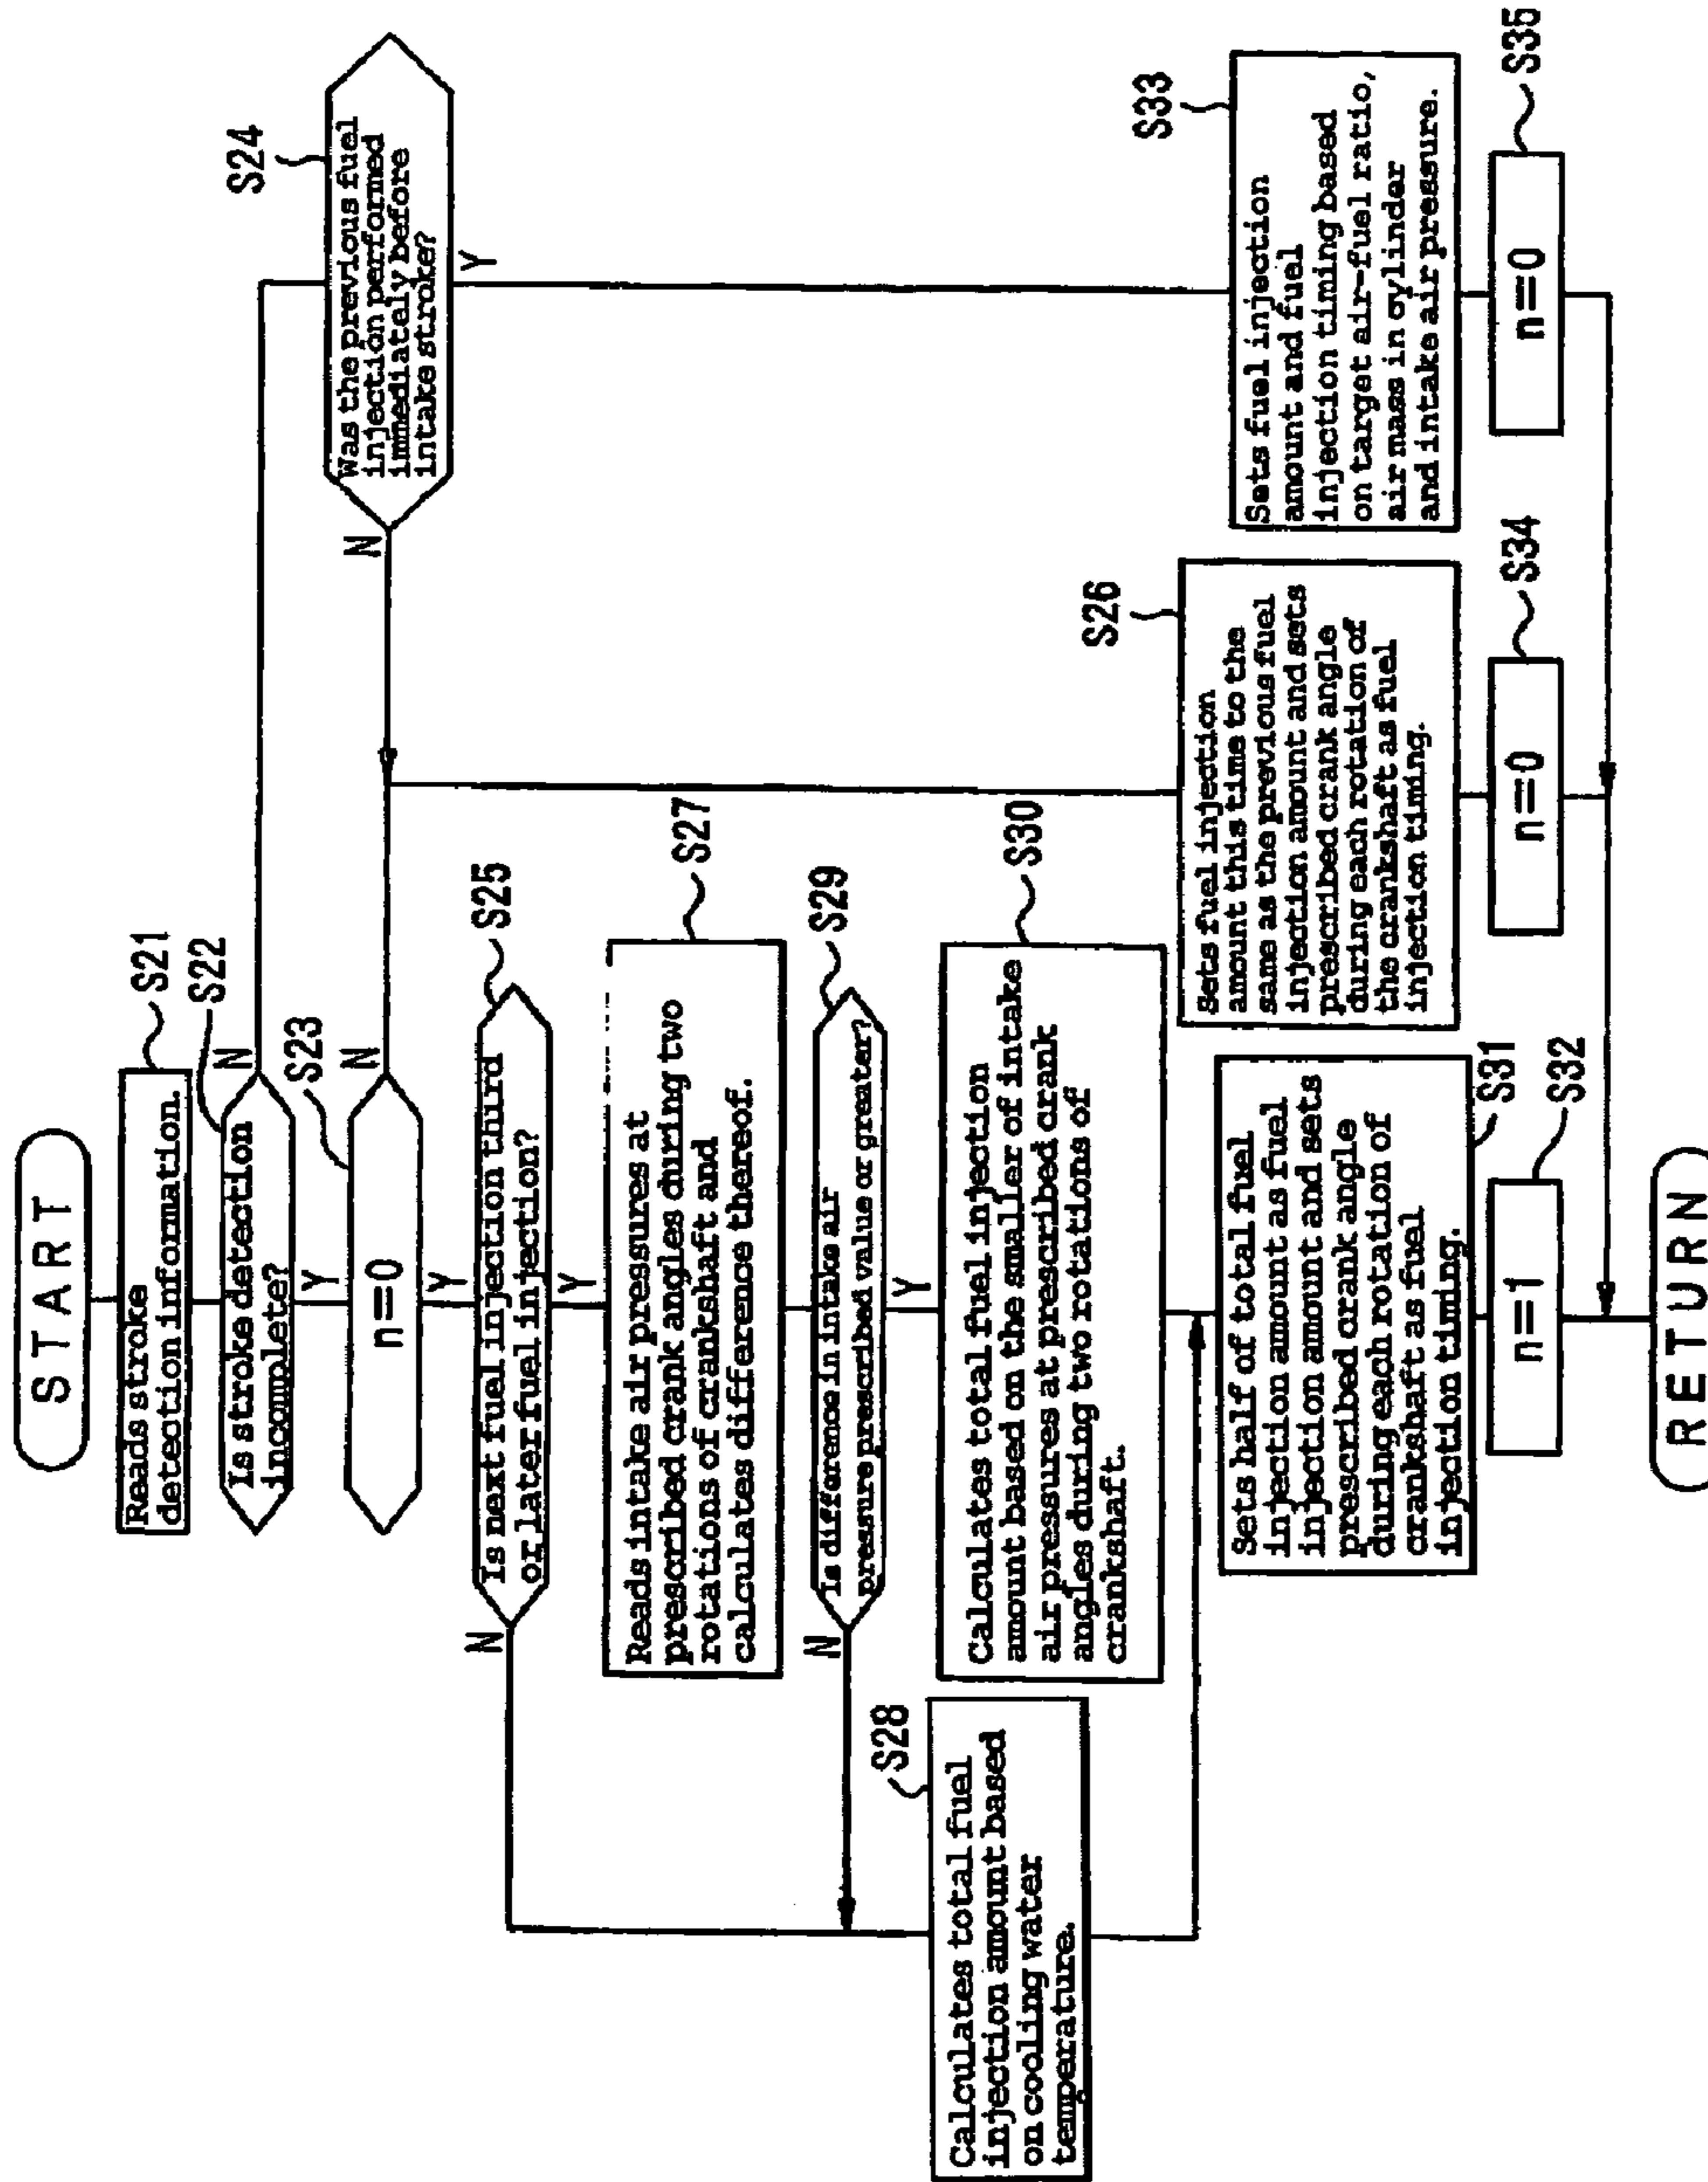 START
S21
Reads stroke
detection information.
S22
Is stroke detection
incomplete?
N
Y
S23
n=0
N
Y
S24
Was the previous fuel
injection performed
immediately before
intake stroke?
N
Y
S25
Is next fuel injection third
or later fuel injection?
N
Y
S27
Reads intake air pressures at
prescribed crank angles during two
rotations of crankshaft and
calculates difference thereof.
S29
Is difference in intake air
pressure prescribed value or greater?
N
Y
S28
Calculates total fuel
injection amount based
on cooling water
temperature.
S30
Calculates total fuel injection
amount based on the smaller of intake
air pressures at prescribed crank
angles during two rotations of
crankshaft.
S26
Sets fuel injection
amount this time to the
same as the previous fuel
injection amount and sets
prescribed crank angle
during each rotation of
the crankshaft as fuel
injection timing.
S33
Sets fuel injection
amount and fuel
injection timing based
on target air-fuel ratio,
air mass in cylinder
and intake air pressure.
S31
Sets half of total fuel
injection amount as fuel
injection amount and sets
prescribed crank angle
during each rotation of
crankshaft as fuel
injection timing.
S32
n=1
S34
n=0
S35
n=0
RETURN